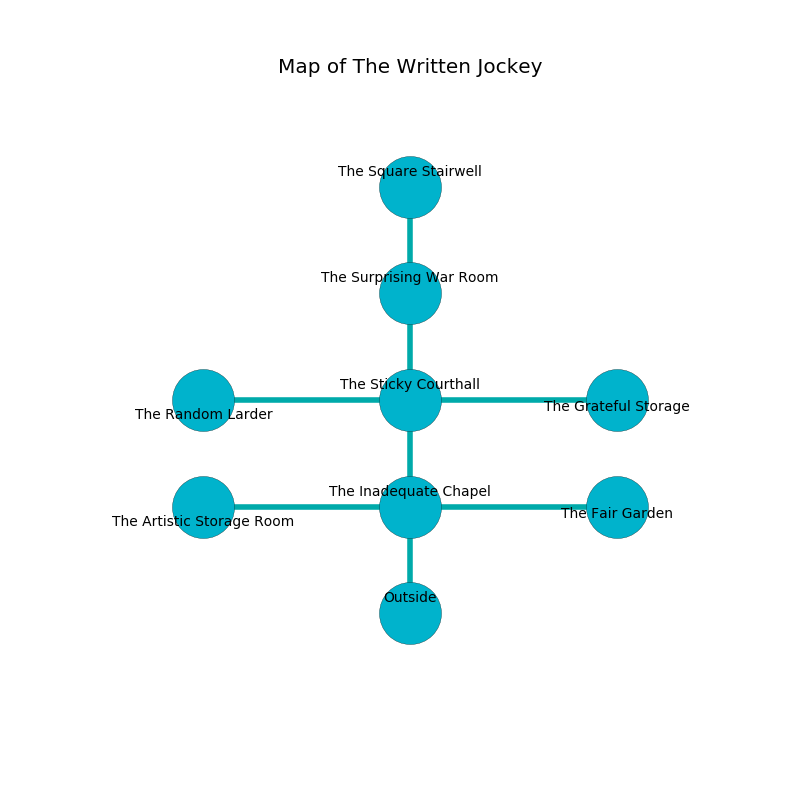 Map of The Written Jockey
The Square Stairwell
The Surprising War Room
The Sticky Courthall
The Random Larder
The Grateful Storage
The Inadequate Chapel
The Artistic Storage Room
The Fair Garden
Outside